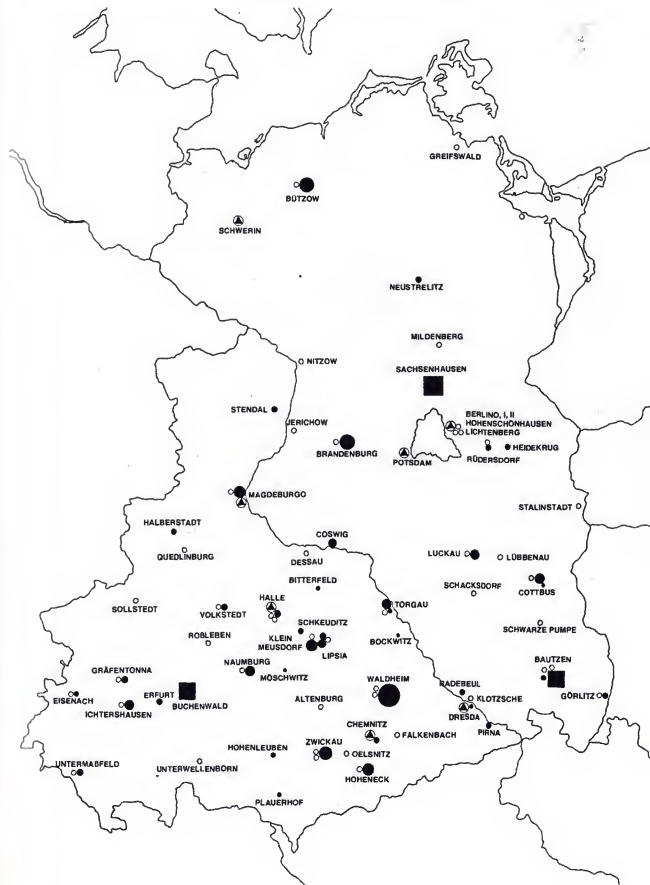 GREIFSWALD
BÜTZOW
SCHWERIN
NEUSTRELITZ
MILDENBERG
NITZOW
SACHSENHAUSEN
STENDAL
JERICHOW
BERLINO, I, II
HOHENSCHÖNHAUSEN
LICHTENBERG
BRANDENBURG
POTSDAM
RÜDERSDORF
HEIDEKRUG
MAGDEBURGO
STALINSTADT
HALBERSTADT
COSWIG
QUEDLINBURG
DESSAU
LUCKAU
LÜBBENAU
BITTERFELD
SCHACKSDORF
COTTBUS
SOLLSTEDT
VOLKSTEDT
HALLE
TORGAU
SCHKEUDITZ
KLEIN
MEUSDORF
LIPSIA
BOCKWITZ
SCHWARZE PUMPE
ROßLEBEN
NAUMBURG
MÖSCHWITZ
BAUTZEN
GRÄFENTONNA
WALDHEIM
RADEBEUL
KLOTZSCHE
GÖRLITZ
EISENACH
ERFURT
BUCHENWALD
ICHTERSHAUSEN
ALTENBURG
DRESDA
PIRNA
CHEMNITZ
FALKENBACH
ZWICKAU
OELSNITZ
HOHENLEUBEN
UNTERMAßFELD
UNTERWELLENBÖRN
HOHENECK
PLAUERHOF